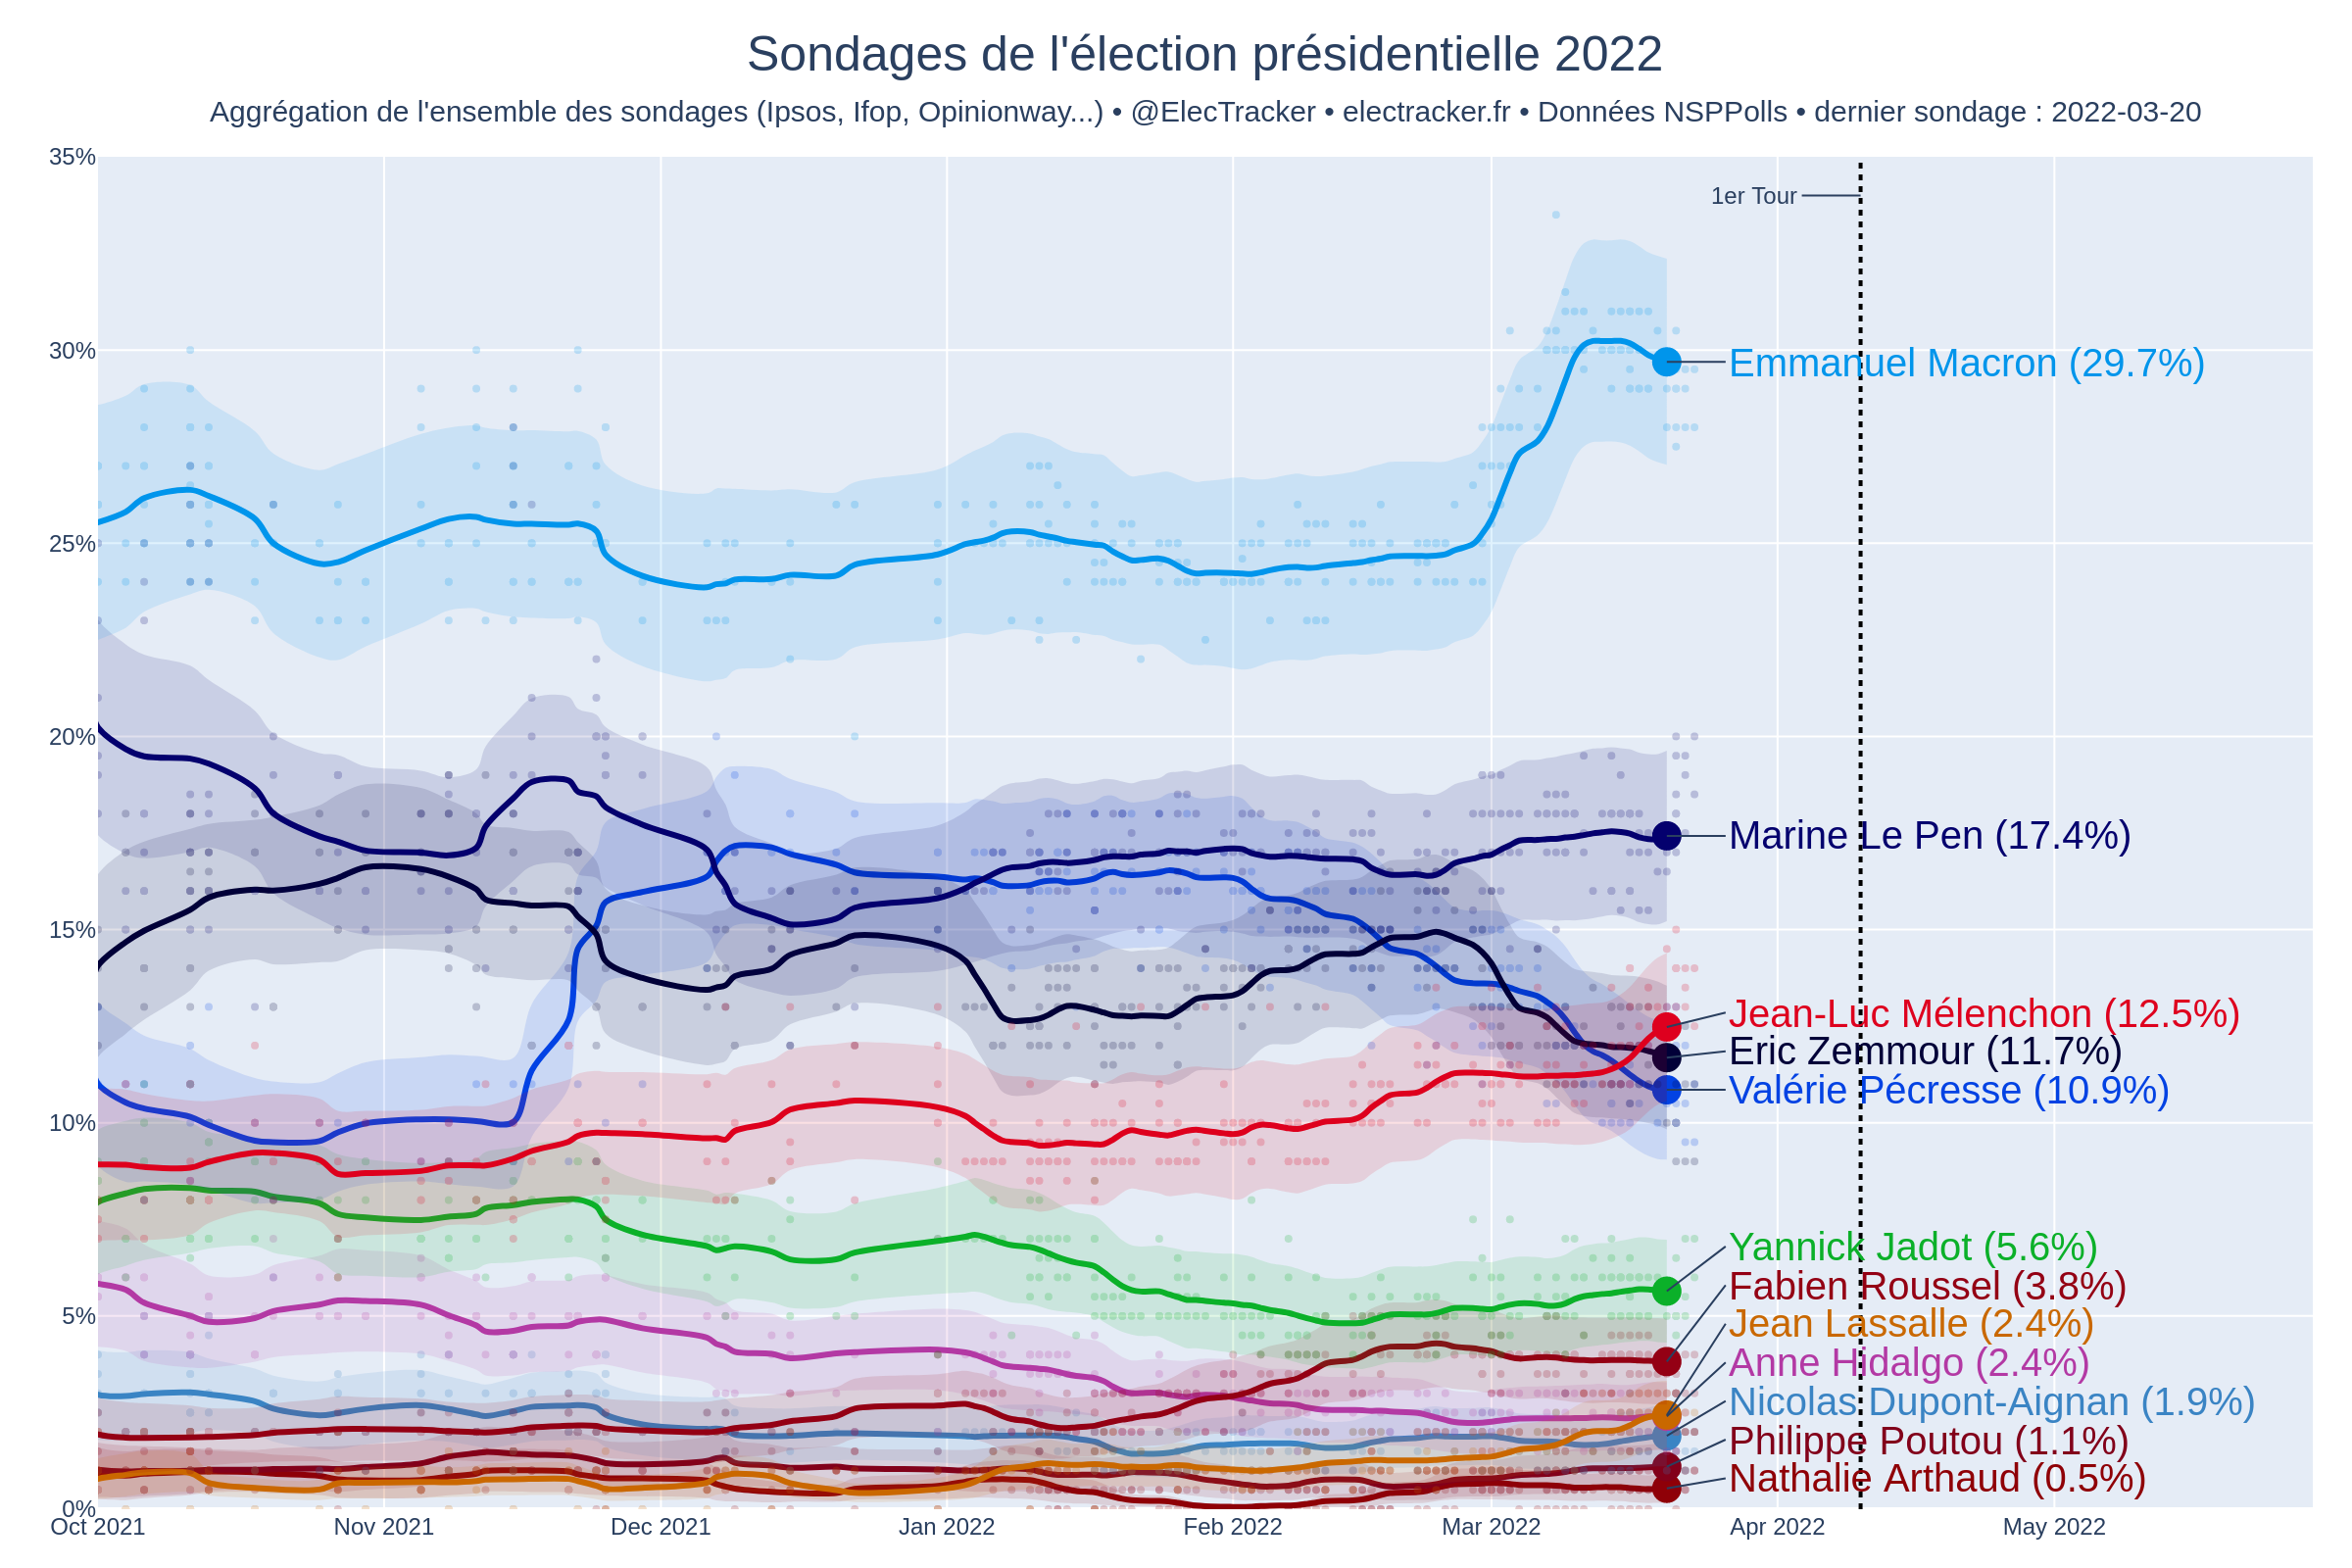 Sondages de l'élection présidentielle 2022
Aggrégation de l'ensemble des sondages (Ipsos, Ifop, Opinionway...) • @ElecTracker • electracker.fr • Données NSPPolls • dernier sondage : 2022-03-20
35%
1er Tour
30%
Emmanuel Macron (29.7%)
25%
20%
Marine Le Pen (17.4%)
15%
Jean-Luc Mélenchon (12.5%)
Eric Zemmour (11.7%)
Valérie Pécresse (10.9%)
10%
Yannick Jadot (5.6%)
Fabien Roussel (3.8%)
5%
Jean Lassalle (2.4%)
Anne Hidalgo (2.4%)
Nicolas Dupont-Aignan (1.9%)
Philippe Poutou (1.1%)
Nathalie Arthaud (0.5%)
0%
Oct 2021 Nov 2021 Dec 2021 Jan 2022 Feb 2022 Mar 2022 Apr 2022 May 2022